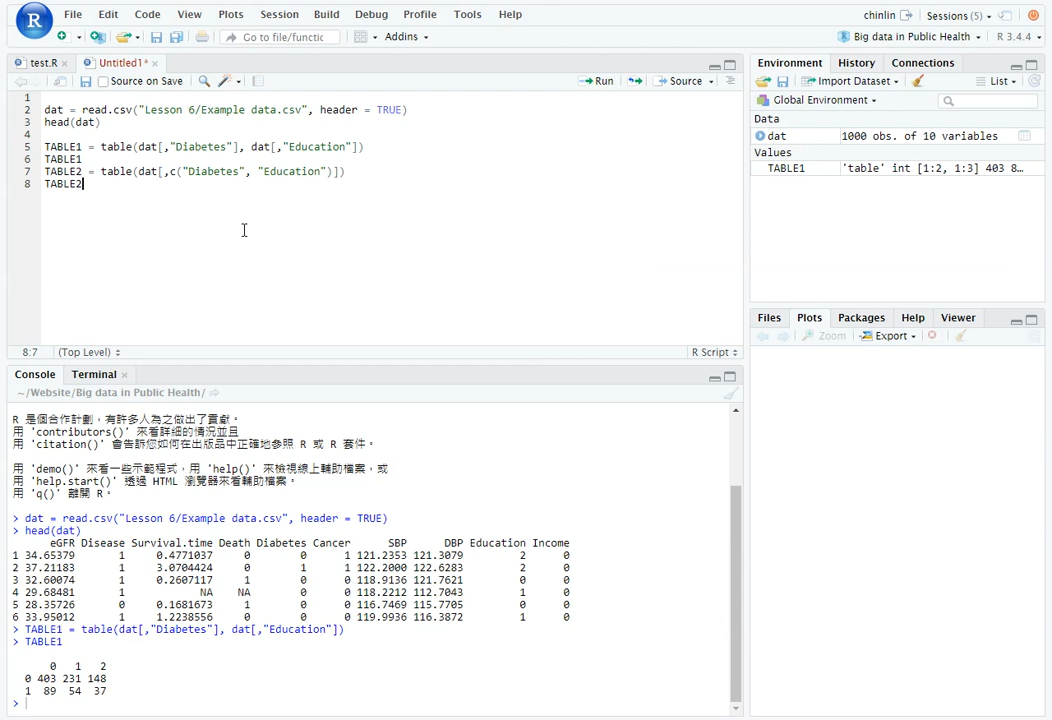 File Edit Code View Plots Session Build Debug Profile Tools Help
chinlin Sessions (5)
Go to file/functic Addins
Big data in Public Health R 3.4.4
test.R Untitled1*
Source on Save Run Source
1
2 dat = read.csv("Lesson 6/Example data.csv", header = TRUE)
3 head(dat)
4
5 TABLE1 = table(dat[,"Diabetes"], dat[,"Education"])
6 TABLE1
7 TABLE2 = table(dat[,c("Diabetes", "Education")])
8 TABLE2
8:7 (Top Level) R Script
Console Terminal
~/Website/Big data in Public Health/
R 是個合作計劃，有許多人為之做出了貢獻。
用 'contributors()' 來看詳細的情況並且
用 'citation()' 會告訴您如何在出版品中正確地參照 R 或 R 套件。
用 'demo()' 來看一些示範程式，用 'help()' 來檢視線上輔助檔案，或
用 'help.start()' 透過 HTML 瀏覽器來看輔助檔案。
用 'q()' 離開 R。
> dat = read.csv("Lesson 6/Example data.csv", header = TRUE)
> head(dat)
eGFR Disease Survival.time Death Diabetes Cancer SBP DBP Education Income
1 34.65379 1 0.4771037 0 0 1 121.2353 121.3079 2 0
2 37.21183 1 3.0704424 0 1 1 122.2000 122.6283 2 0
3 32.60074 1 0.2607117 1 0 0 118.9136 121.7621 0 0
4 29.68481 1 NA NA 0 0 118.2212 112.7043 1 0
5 28.35726 0 0.1681673 1 0 0 116.7469 115.7705 0 0
6 33.95012 1 1.2238556 0 0 0 119.9936 116.3872 1 0
> TABLE1 = table(dat[,"Diabetes"], dat[,"Education"])
> TABLE1
0 1 2
0 403 231 148
1 89 54 37
>
Environment History Connections
Import Dataset List
Global Environment
Data
dat 1000 obs. of 10 variables
Values
TABLE1 'table' int [1:2, 1:3] 403 8…
Files Plots Packages Help Viewer
Zoom Export